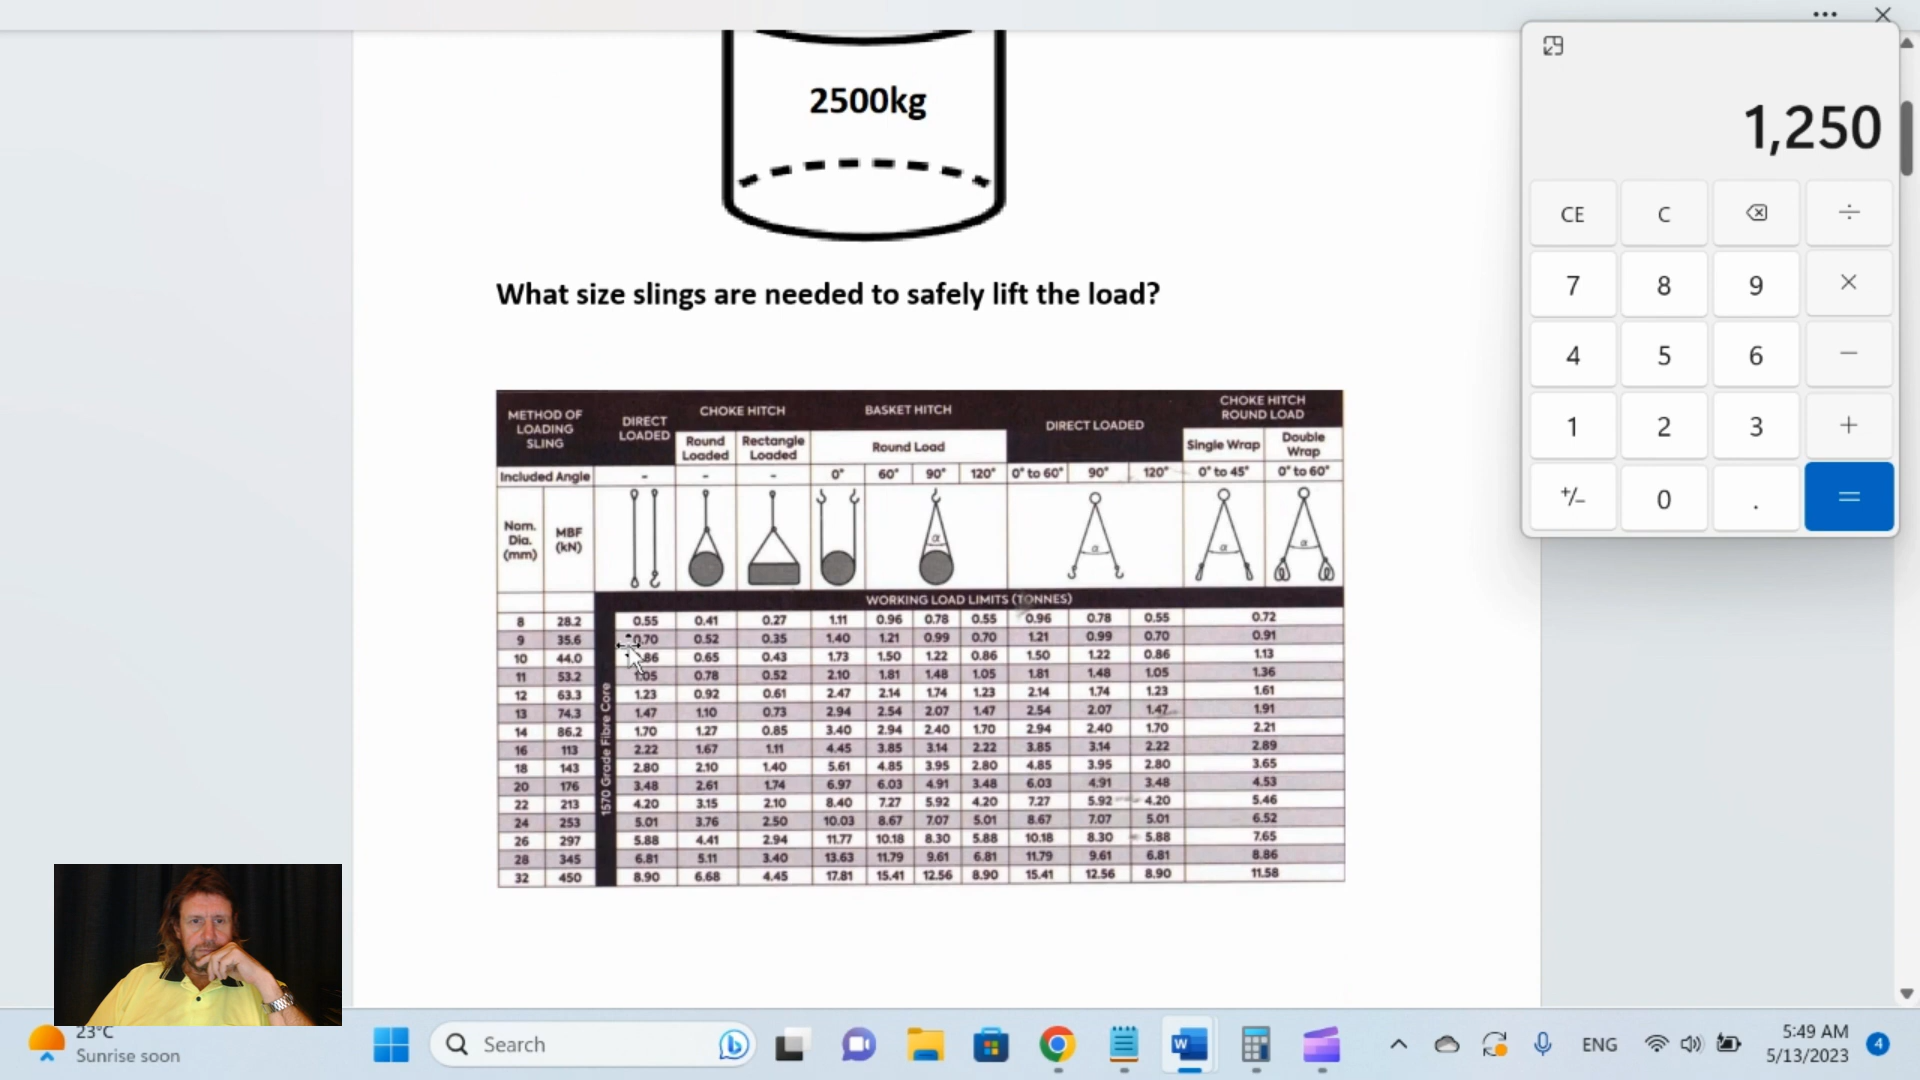 2500kg
1,250
CE C ÷
7 8 9 ×
4 5 6 −
1 2 3 +
+/− 0 . =
What size slings are needed to safely lift the load?
METHOD OF LOADING SLING DIRECT LOADED CHOKE HITCH BASKET HITCH DIRECT LOADED CHOKE HITCH ROUND LOAD
Round Loaded Rectangle Loaded Round Load Single Wrap Double Wrap
Included Angle - - - 0° 60° 90° 120° 0° to 60° 90° 120° 0° to 45° 0° to 60°
Nom. Dia. (mm) MBF (kN) α α α α
WORKING LOAD LIMITS (TONNES)
1570 Grade Fibre Core
8 28.2 0.55 0.41 0.27 1.11 0.96 0.78 0.55 0.96 0.78 0.55 0.72
9 35.6 0.70 0.52 0.35 1.40 1.21 0.99 0.70 1.21 0.99 0.70 0.91
10 44.0 86 0.65 0.43 1.73 1.50 1.22 0.86 1.50 1.22 0.86 1.13
11 53.2 1.05 0.78 0.52 2.10 1.81 1.48 1.05 1.81 1.48 1.05 1.36
12 63.3 1.23 0.92 0.61 2.47 2.14 1.74 1.23 2.14 1.74 1.23 1.61
13 74.3 1.47 1.10 0.73 2.94 2.54 2.07 1.47 2.54 2.07 1.47 1.91
14 86.2 1.70 1.27 0.85 3.40 2.94 2.40 1.70 2.94 2.40 1.70 2.21
16 113 2.22 1.67 1.11 4.45 3.85 3.14 2.22 3.85 3.14 2.22 2.89
18 143 2.80 2.10 1.40 5.61 4.85 3.95 2.80 4.85 3.95 2.80 3.65
20 176 3.48 2.61 1.74 6.97 6.03 4.91 3.48 6.03 4.91 3.48 4.53
22 213 4.20 3.15 2.10 8.40 7.27 5.92 4.20 7.27 5.92 4.20 5.46
24 253 5.01 3.76 2.50 10.03 8.67 7.07 5.01 8.67 7.07 5.01 6.52
26 297 5.88 4.41 2.94 11.77 10.18 8.30 5.88 10.18 8.30 5.88 7.65
28 345 6.81 5.11 3.40 13.63 11.79 9.61 6.81 11.79 9.61 6.81 8.86
32 450 8.90 6.68 4.45 17.81 15.41 12.56 8.90 15.41 12.56 8.90 11.58
23°C
Sunrise soon
Search
W
ENG
5:49 AM
5/13/2023
4